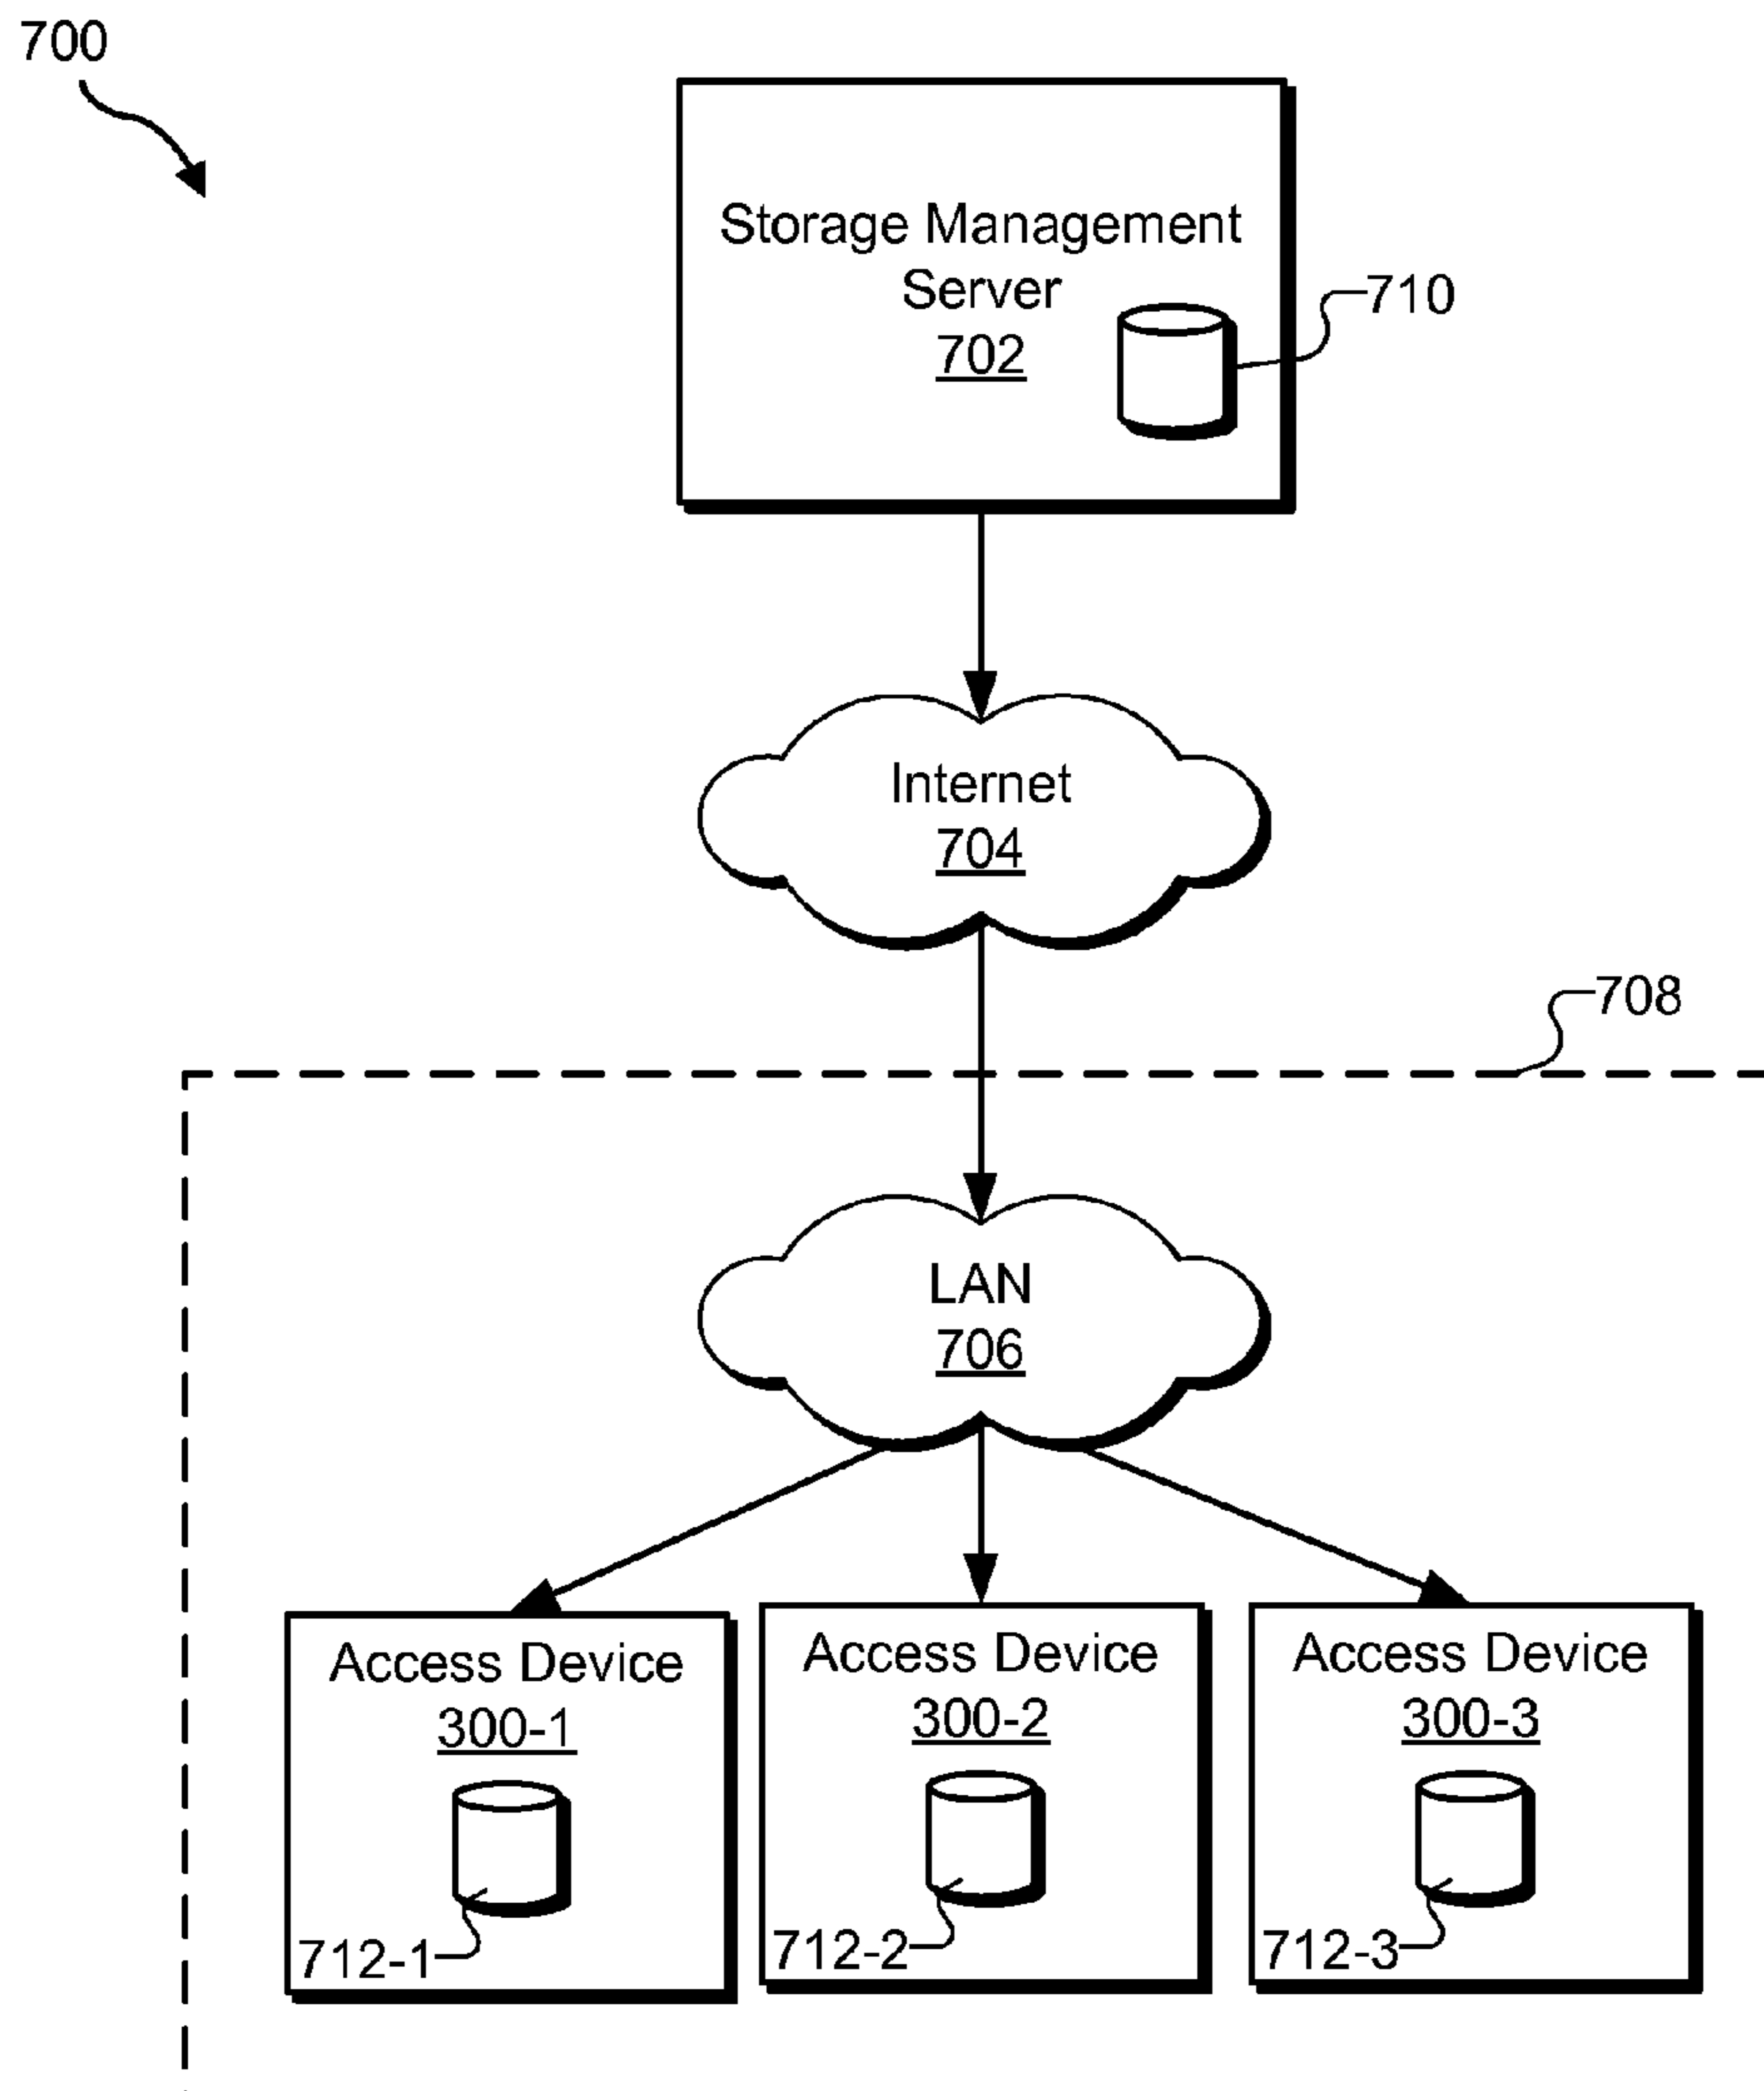 700
Storage Management
Server
702
710
Internet
704
708
LAN
706
Access Device
300-1
712-1
Access Device
300-2
712-2
Access Device
300-3
712-3